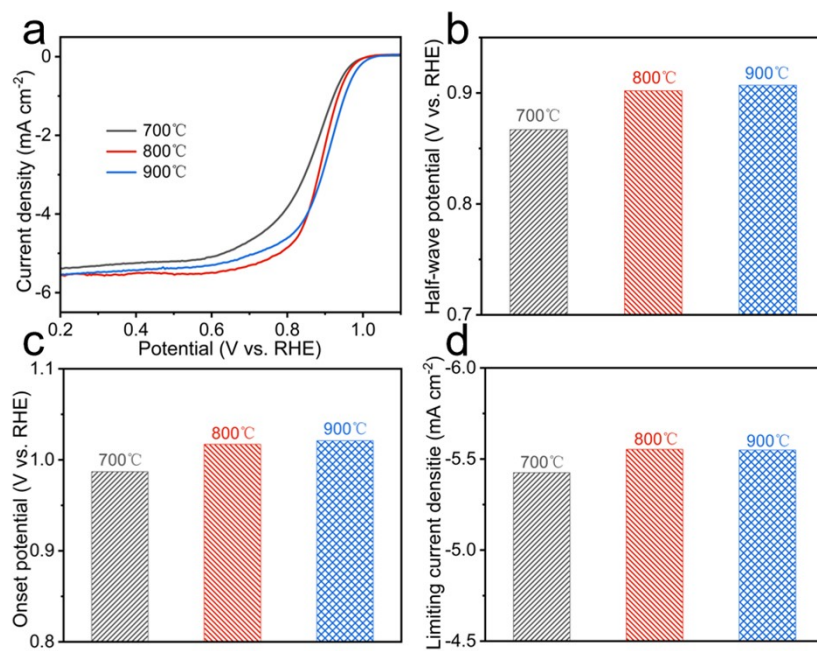 a
0
-2
-4
-6
Current density (mA cm⁻²)
700℃
800℃
900℃
0.2 0.4 0.6 0.8 1.0
Potential (V vs. RHE)
b
0.9
0.8
0.7
Half-wave potential (V vs. RHE)
700℃
800℃
900℃
c
1.1
1.0
0.9
0.8
Onset potential (V vs. RHE)
700℃
800℃
900℃
d
-6.0
-5.5
-5.0
-4.5
Limiting current densitie (mA cm⁻²)
700℃
800℃
900℃